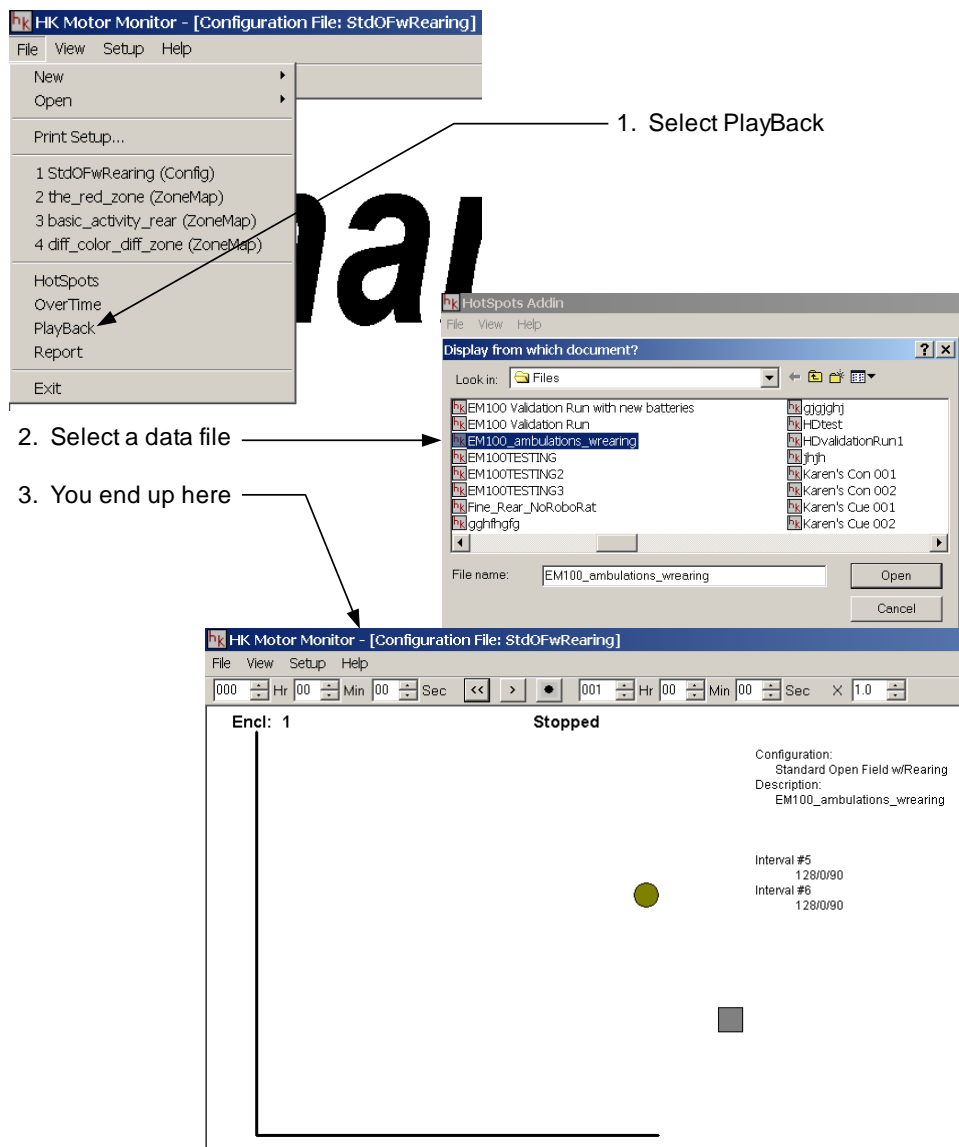 HK Motor Monitor - [Configuration File: StdOFwRearing]
File View Setup Help
New
Open
Print Setup...
1 StdOFwRearing (Config)
2 the_red_zone (ZoneMap)
3 basic_activity_rear (ZoneMap)
4 diff_color_diff_zone (ZoneMap)
HotSpots
OverTime
PlayBack
Report
Exit
1. Select PlayBack
2. Select a data file
3. You end up here
hk HotSpots Addin
File View Help
Display from which document?
Look in: Files
EM100 Validation Run with new batteries
EM100 Validation Run
EM100_ambulations_wrearing
EM100TESTING
EM100TESTING2
EM100TESTING3
Fine_Rear_NoRoboRat
gghfhgfg
gjgjghj
HDtest
HDvalidationRun1
jhjh
Karen's Con 001
Karen's Con 002
Karen's Cue 001
Karen's Cue 002
File name: EM100_ambulations_wrearing Open
Cancel
hk HK Motor Monitor - [Configuration File: StdOFwRearing]
File View Setup Help
000 Hr 00 Min 00 Sec << > ● 001 Hr 00 Min 00 Sec X 1.0
Encl: 1 Stopped
Configuration:
Standard Open Field w/Rearing
Description:
EM100_ambulations_wrearing
Interval #5
128/0/90
Interval #6
128/0/90